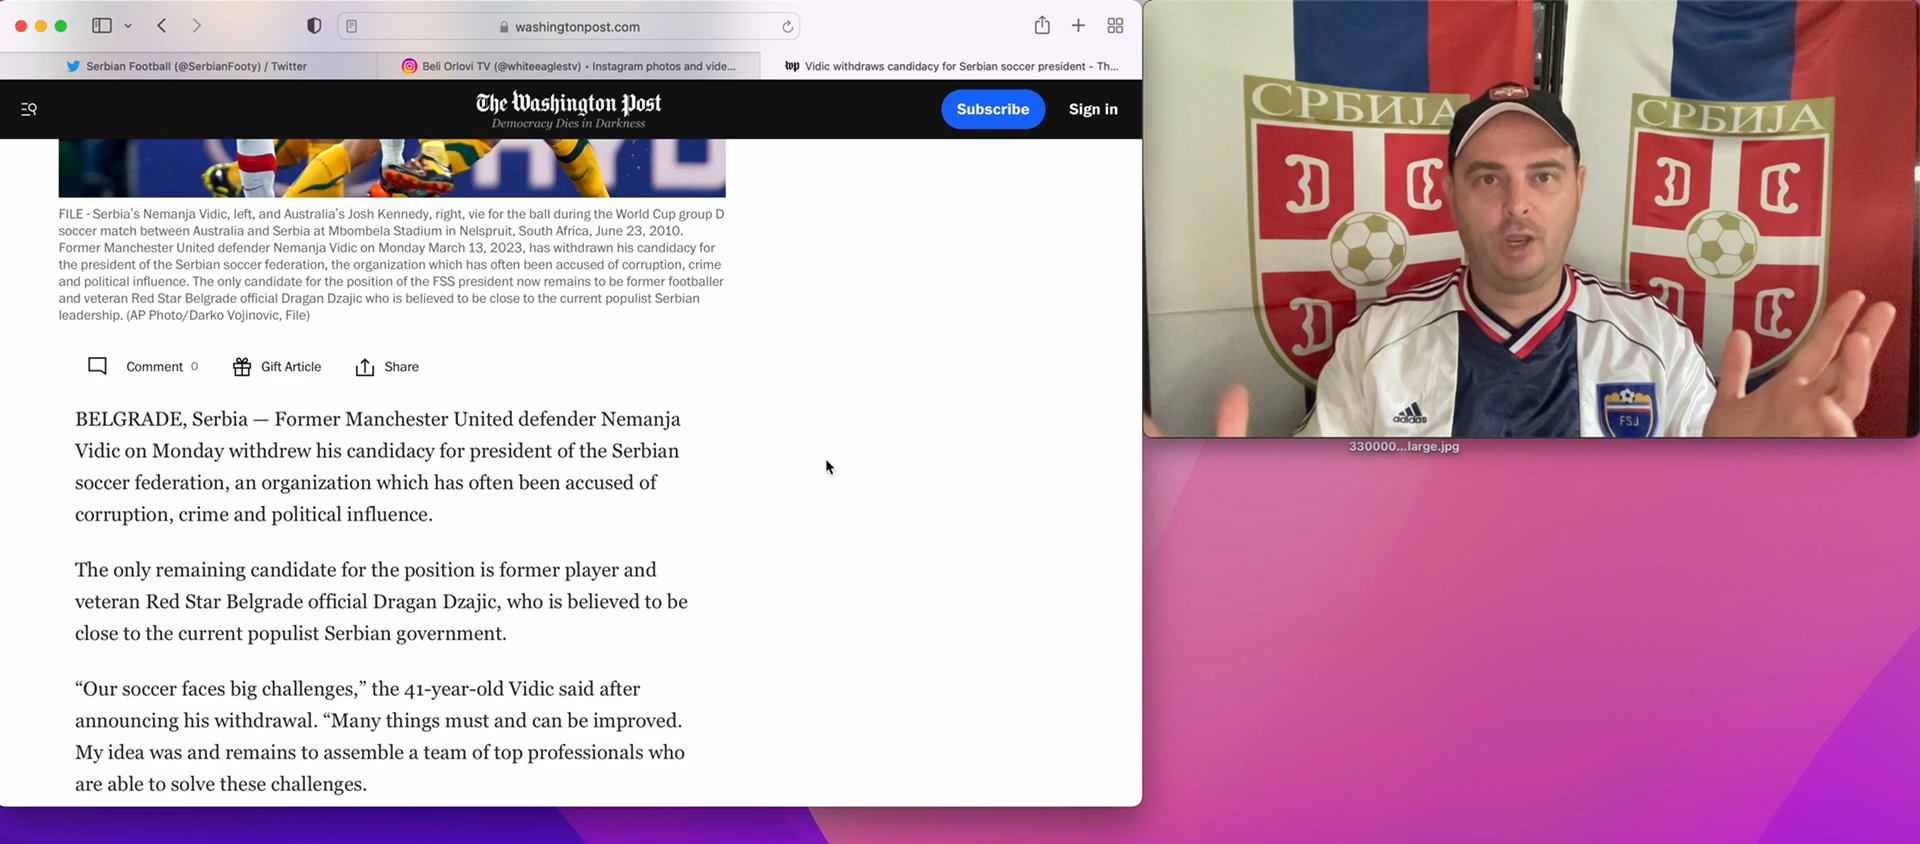 washingtonpost.com
Serbian Football (@SerbianFooty) / Twitter
Beli Orlovi TV (@whiteeaglestv) • Instagram photos and vide...
wp Vidic withdraws candidacy for Serbian soccer president - Th...
The Washington Post
Democracy Dies in Darkness
Subscribe
Sign in
FILE - Serbia's Nemanja Vidic, left, and Australia's Josh Kennedy, right, vie for the ball during the World Cup group D
soccer match between Australia and Serbia at Mbombela Stadium in Nelspruit, South Africa, June 23, 2010.
Former Manchester United defender Nemanja Vidic on Monday March 13, 2023, has withdrawn his candidacy for
the president of the Serbian soccer federation, the organization which has often been accused of corruption, crime
and political influence. The only candidate for the position of the FSS president now remains to be former footballer
and veteran Red Star Belgrade official Dragan Dzajic who is believed to be close to the current populist Serbian
leadership. (AP Photo/Darko Vojinovic, File)
Comment 0
Gift Article
Share
BELGRADE, Serbia — Former Manchester United defender Nemanja
Vidic on Monday withdrew his candidacy for president of the Serbian
soccer federation, an organization which has often been accused of
corruption, crime and political influence.
The only remaining candidate for the position is former player and
veteran Red Star Belgrade official Dragan Dzajic, who is believed to be
close to the current populist Serbian government.
“Our soccer faces big challenges,” the 41-year-old Vidic said after
announcing his withdrawal. “Many things must and can be improved.
My idea was and remains to assemble a team of top professionals who
are able to solve these challenges.
СРБИЈА
СРБИЈА
adidas
FSJ
330000...large.jpg